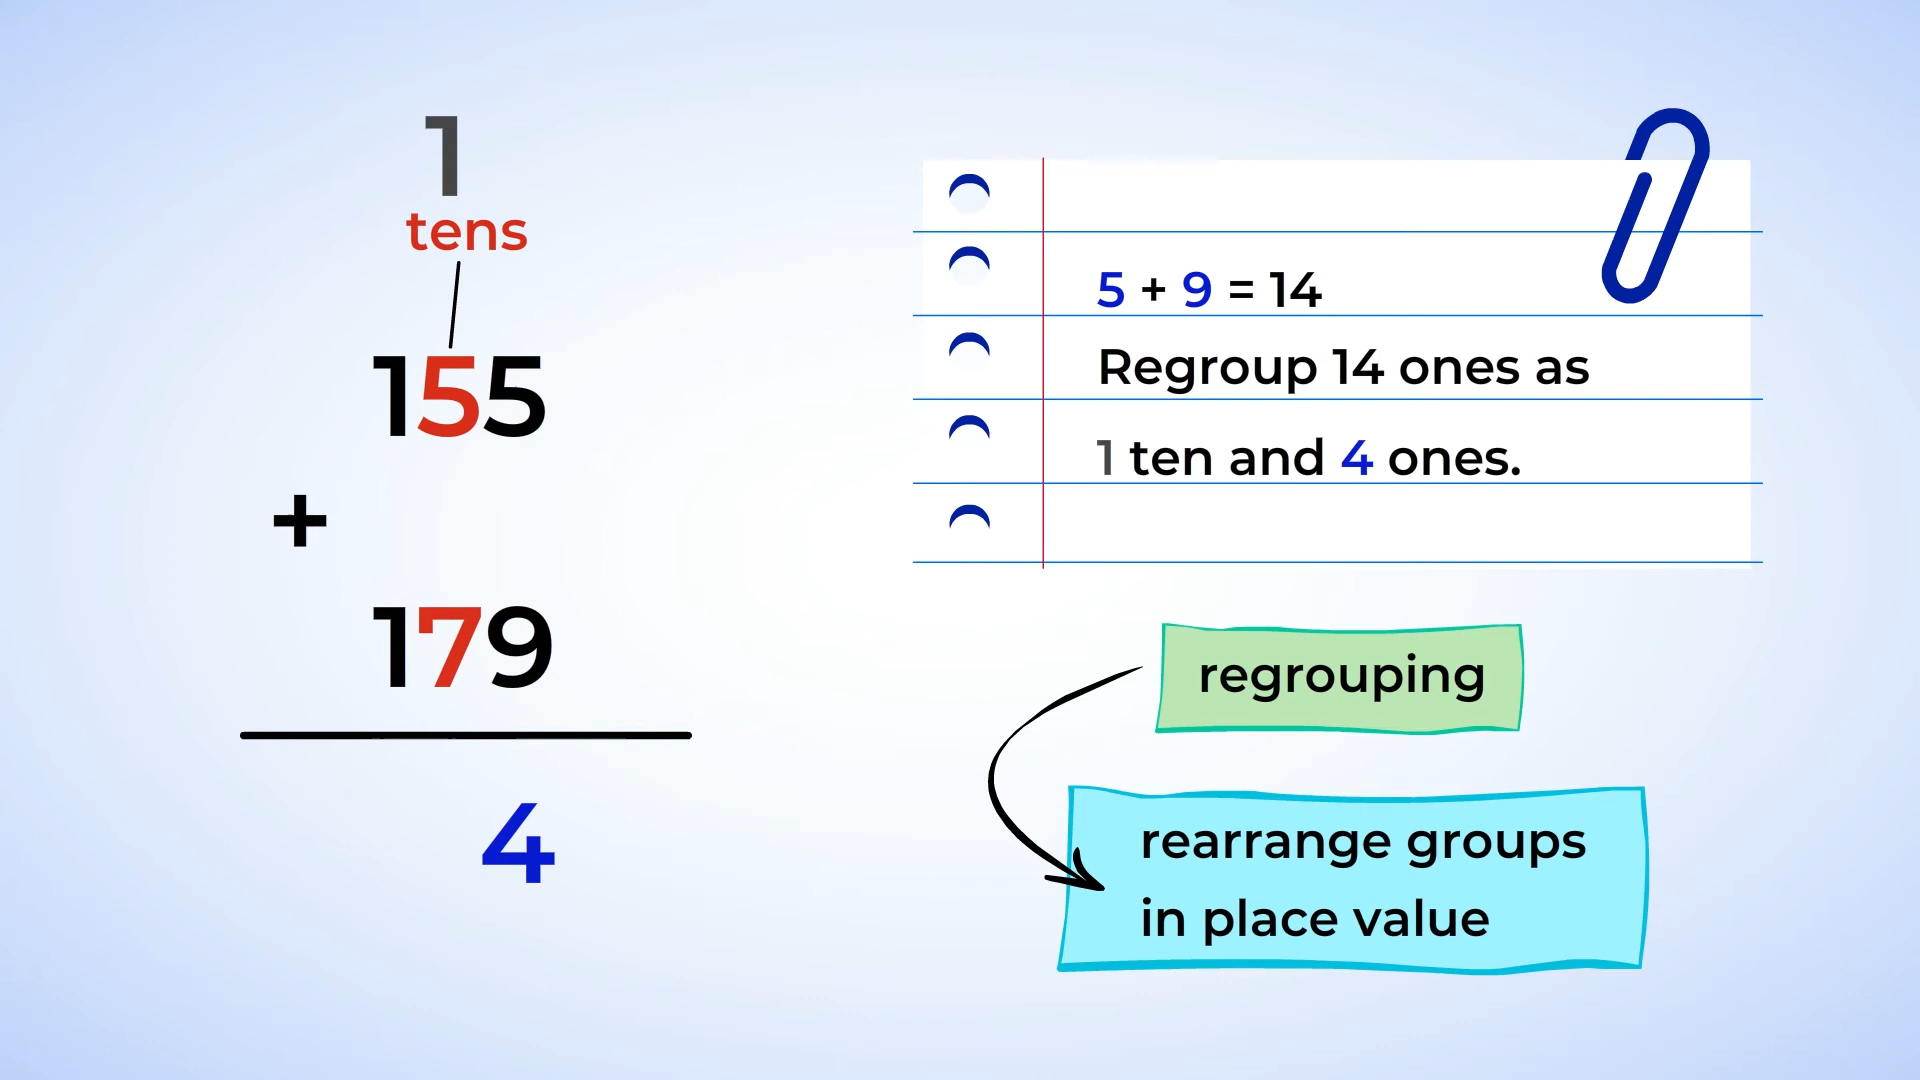 1
tens
155
+
179
4
5 + 9 = 14
Regroup 14 ones as
1 ten and 4 ones.
regrouping
rearrange groups
in place value